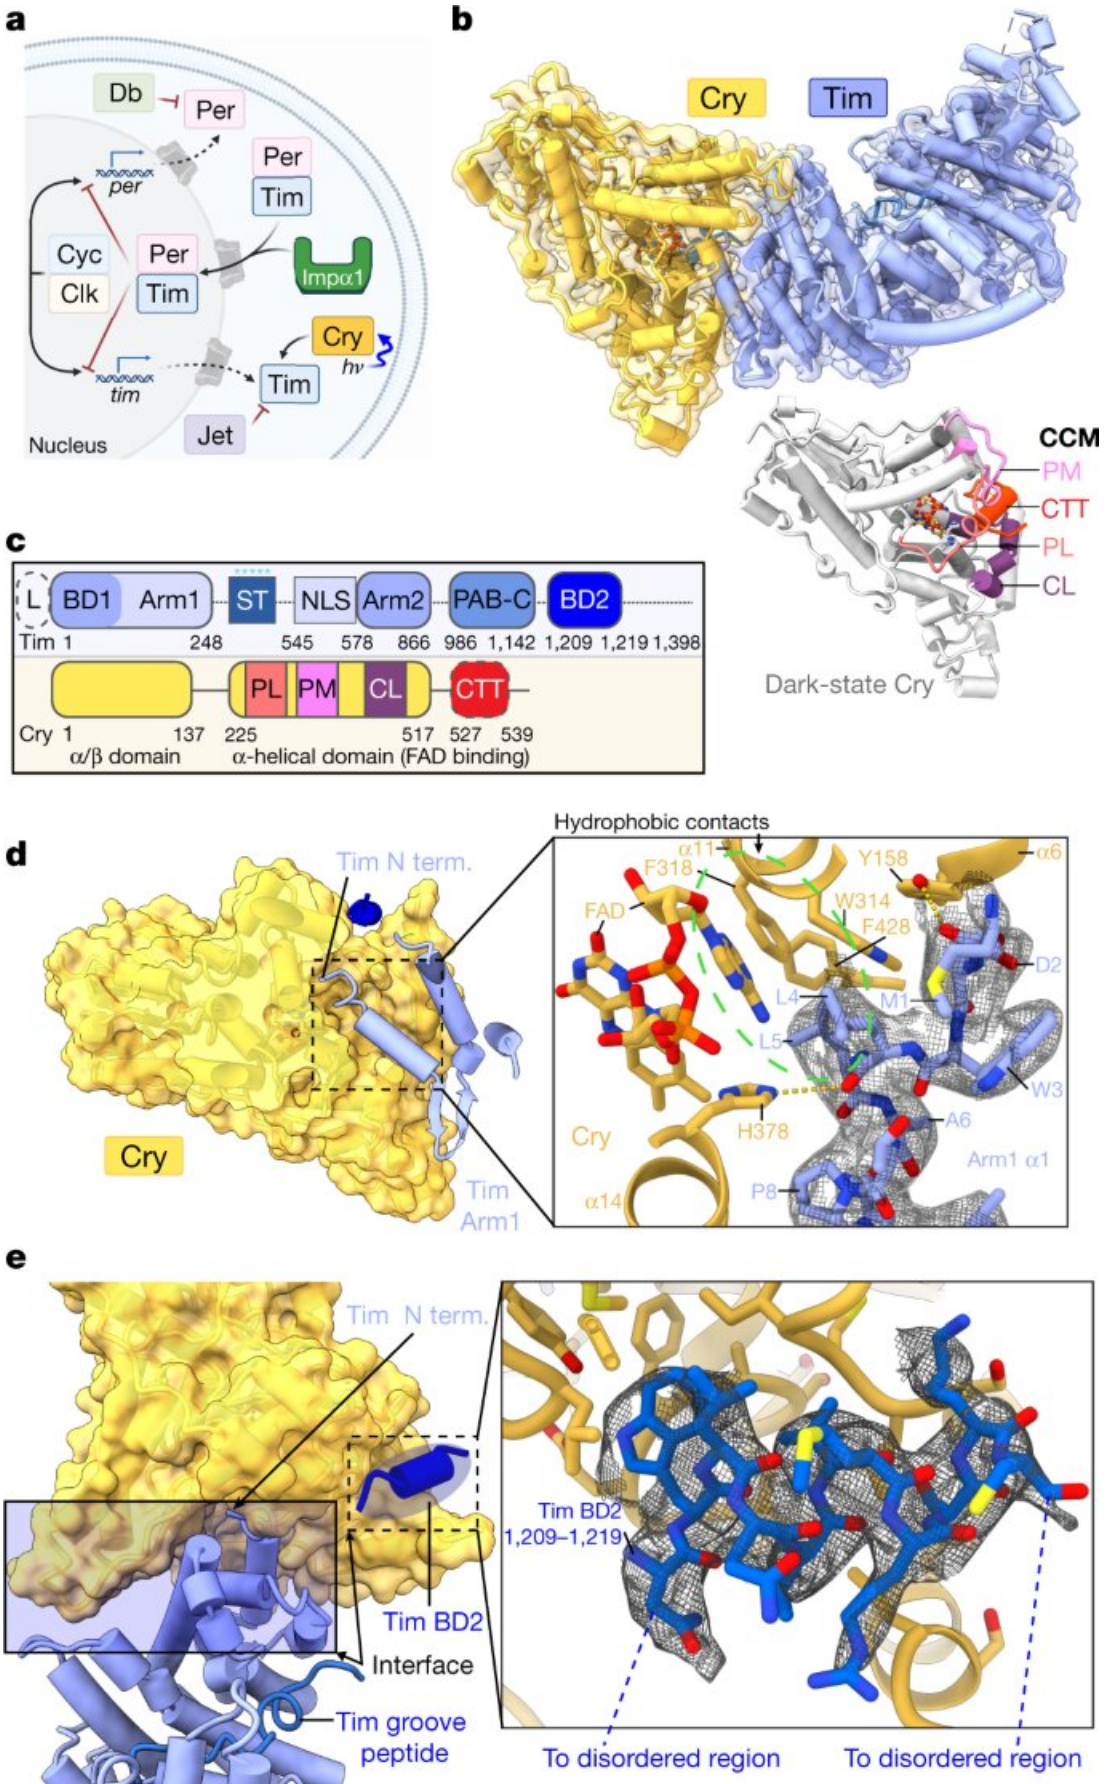 a
Db
Per
per
Per
Tim
Cyc
Clk
Per
Tim
Impα1
Cry
hν
tim
Tim
Jet
Nucleus
b
Cry
Tim
CCM
PM
CTT
PL
CL
Dark-state Cry
c
L BD1 Arm1 ST NLS Arm2 PAB-C BD2
Tim 1 248 545 578 866 986 1,142 1,209 1,219 1,398
PL PM CL CTT
Cry 1 137 225 517 527 539
α/β domain α-helical domain (FAD binding)
d
Tim N term.
Cry
Tim
Arm1
Hydrophobic contacts
α11
F318
FAD
Y158
α6
W314
F428
D2
L4
M1
L5
W3
H378
A6
Cry
Arm1 α1
α14
P8
e
Tim N term.
Tim BD2
Interface
Tim groove
peptide
Tim BD2
1,209–1,219
To disordered region
To disordered region